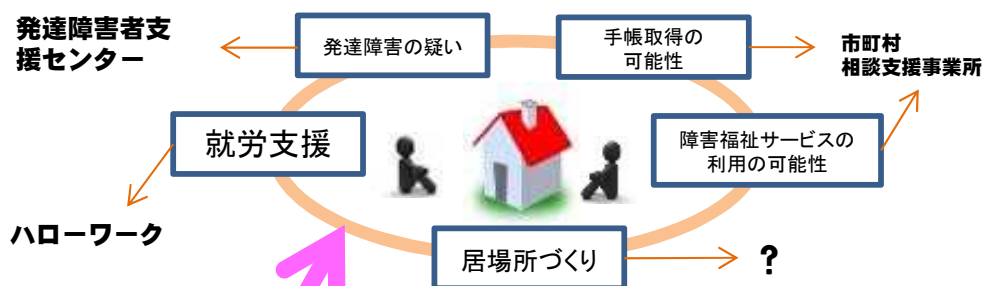 発達障害者支
援センター
発達障害の疑い
手帳取得の
可能性
市町村
相談支援事業所
就労支援
障害福祉サービスの
利用の可能性
ハローワーク
居場所づくり
?